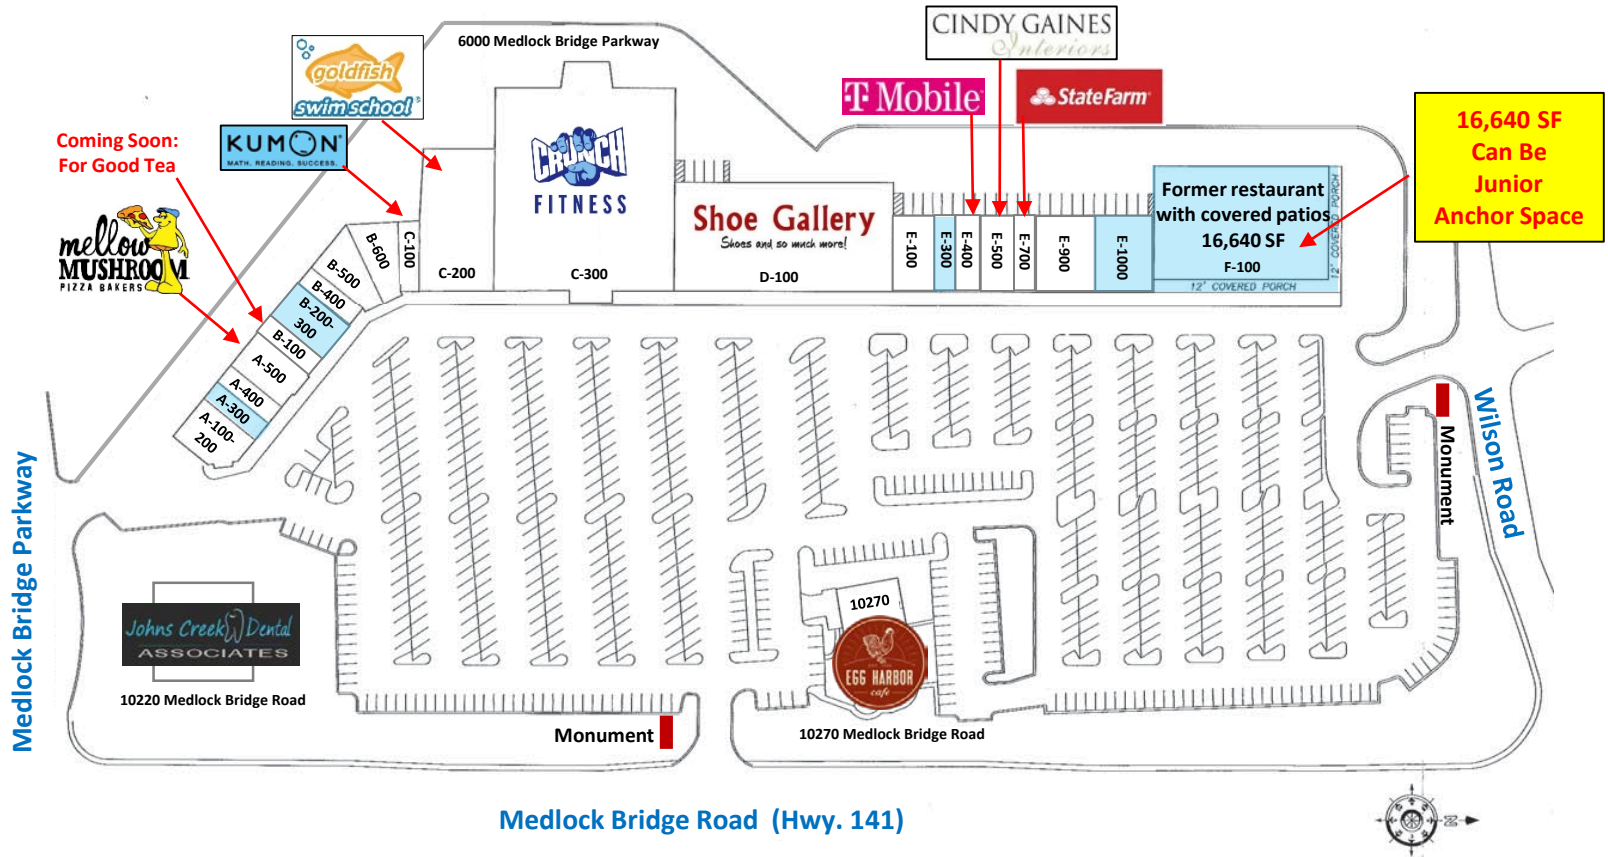 CINDY GAINES
Interiors
6000 Medlock Bridge Parkway
goldfish
swim school
T Mobile
StateFarm
16,640 SF
Can Be
Junior
Anchor Space
Coming Soon:
For Good Tea
KUMON
MATH. READING. SUCCESS.
CRUNCH
FITNESS
Shoe Gallery
Shoes and so much more!
Former restaurant
with covered patios
16,640 SF
F-100
12' COVERED PORCH
12' COVERED PORCH
mellow
MUSHROOM
PIZZA BAKERS
A-100-
200
A-300
A-400
A-500
B-100
B-200-
300
B-400
B-500
B-600
C-100
C-200
C-300
D-100
E-100
E-300
E-400
E-500
E-700
E-900
E-1000
Wilson Road
Monument
Medlock Bridge Parkway
Johns Creek Dental
ASSOCIATES
10220 Medlock Bridge Road
10270
EGG HARBOR
cafe
10270 Medlock Bridge Road
Monument
Medlock Bridge Road (Hwy. 141)
Z